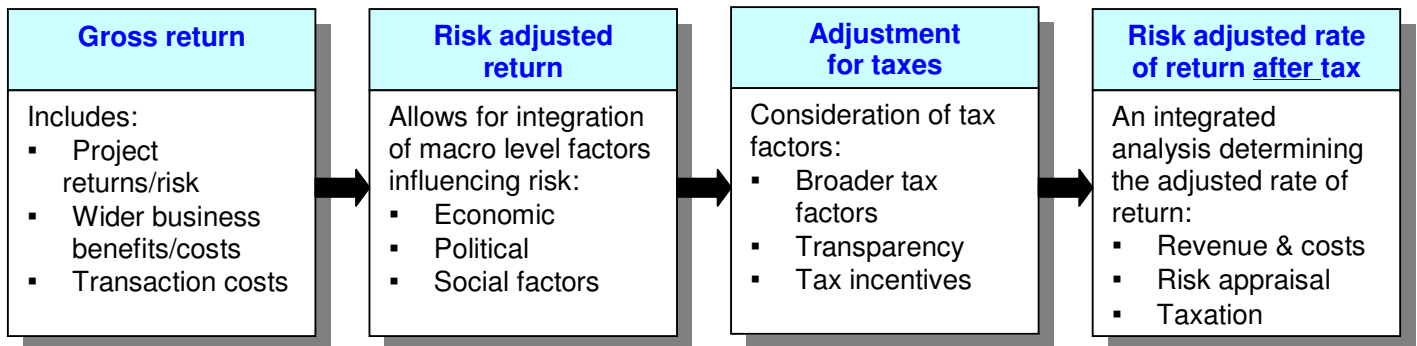 Gross return
Includes:
▪ Project
returns/risk
▪ Wider business
benefits/costs
▪ Transaction costs
Risk adjusted
return
Allows for integration
of macro level factors
influencing risk:
▪ Economic
▪ Political
▪ Social factors
Adjustment
for taxes
Consideration of tax
factors:
▪ Broader tax
factors
▪ Transparency
▪ Tax incentives
Risk adjusted rate
of return after tax
An integrated
analysis determining
the adjusted rate of
return:
▪ Revenue & costs
▪ Risk appraisal
▪ Taxation